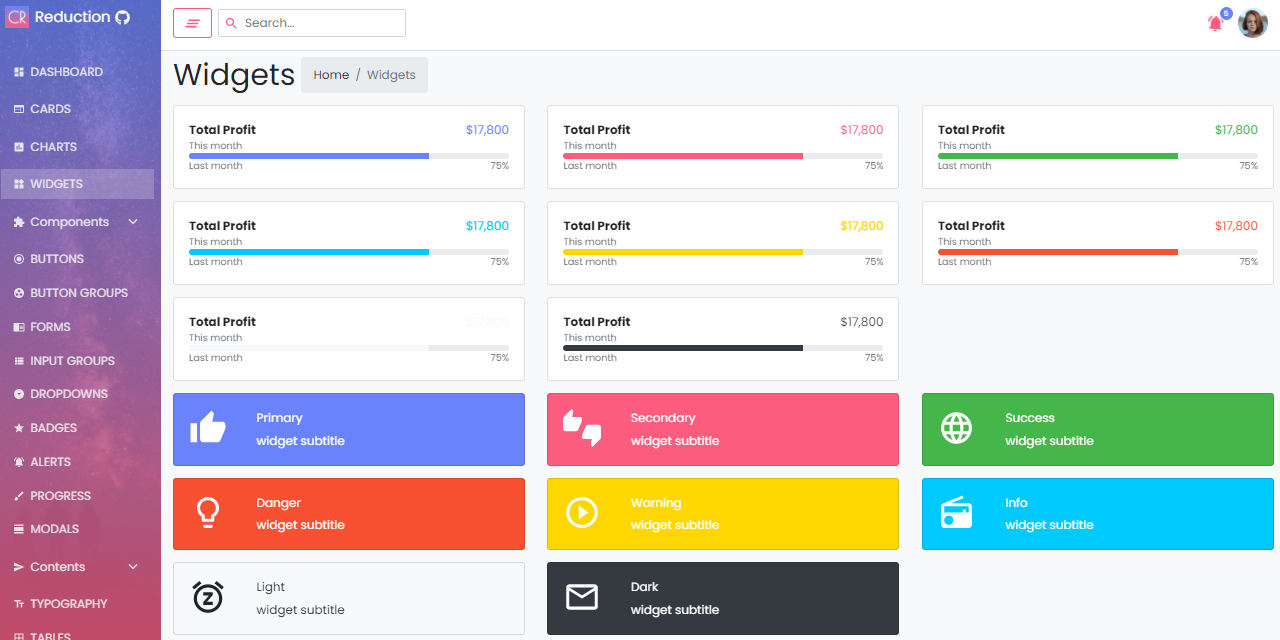 CR Reduction
Search...
5
DASHBOARD
CARDS
CHARTS
WIDGETS
Components
BUTTONS
BUTTON GROUPS
FORMS
INPUT GROUPS
DROPDOWNS
BADGES
ALERTS
PROGRESS
MODALS
Contents
Tт TYPOGRAPHY
TABLES
Widgets
Home / Widgets
Total Profit $17,800
This month
Last month 75%
Total Profit $17,800
This month
Last month 75%
Total Profit $17,800
This month
Last month 75%
Total Profit $17,800
This month
Last month 75%
Total Profit $17,800
This month
Last month 75%
Total Profit $17,800
This month
Last month 75%
Total Profit $17,800
This month
Last month 75%
Total Profit $17,800
This month
Last month 75%
Primary
widget subtitle
Secondary
widget subtitle
Success
widget subtitle
Danger
widget subtitle
Warning
widget subtitle
Info
widget subtitle
Light
widget subtitle
Dark
widget subtitle